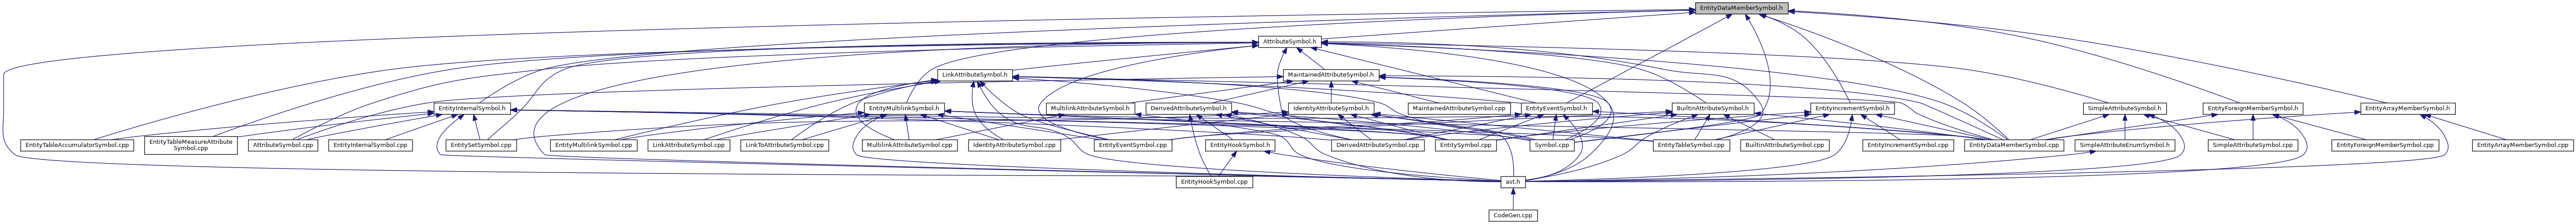 EntityDataMemberSymbol.h
AttributeSymbol.h
LinkAttributeSymbol.h
MaintainedAttributeSymbol.h
EntityInternalSymbol.h
EntityMultilinkSymbol.h
MultilinkAttributeSymbol.h
DerivedAttributeSymbol.h
IdentityAttributeSymbol.h
MaintainedAttributeSymbol.cpp
EntityEventSymbol.h
BuiltinAttributeSymbol.h
EntityIncrementSymbol.h
SimpleAttributeSymbol.h
EntityForeignMemberSymbol.h
EntityArrayMemberSymbol.h
EntityTableAccumulatorSymbol.cpp
EntityTableMeasureAttribute
Symbol.cpp
AttributeSymbol.cpp
EntityInternalSymbol.cpp
EntitySetSymbol.cpp
EntityMultilinkSymbol.cpp
LinkAttributeSymbol.cpp
LinkToAttributeSymbol.cpp
MultilinkAttributeSymbol.cpp
IdentityAttributeSymbol.cpp
EntityEventSymbol.cpp
EntityHookSymbol.h
DerivedAttributeSymbol.cpp
EntitySymbol.cpp
Symbol.cpp
EntityTableSymbol.cpp
BuiltinAttributeSymbol.cpp
EntityIncrementSymbol.cpp
EntityDataMemberSymbol.cpp
SimpleAttributeEnumSymbol.h
SimpleAttributeSymbol.cpp
EntityForeignMemberSymbol.cpp
EntityArrayMemberSymbol.cpp
EntityHookSymbol.cpp
ast.h
CodeGen.cpp